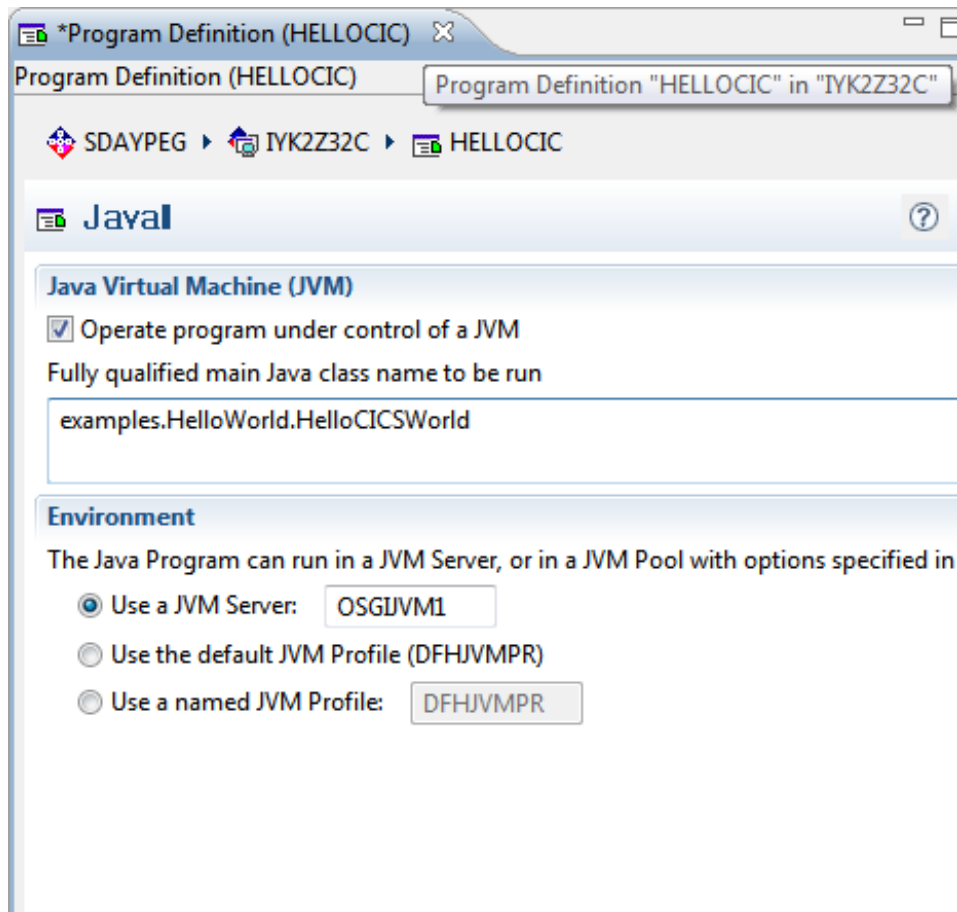 *Program Definition (HELLOCIC)
Program Definition (HELLOCIC)
Program Definition "HELLOCIC" in "IYK2Z32C"
SDAYPEG IYK2Z32C HELLOCIC
Javal
Java Virtual Machine (JVM)
Operate program under control of a JVM
Fully qualified main Java class name to be run
examples.HelloWorld.HelloCICSWorld
Environment
The Java Program can run in a JVM Server, or in a JVM Pool with options specified in
Use a JVM Server: OSGIJVM1
Use the default JVM Profile (DFHJVMPR)
Use a named JVM Profile: DFHJVMPR